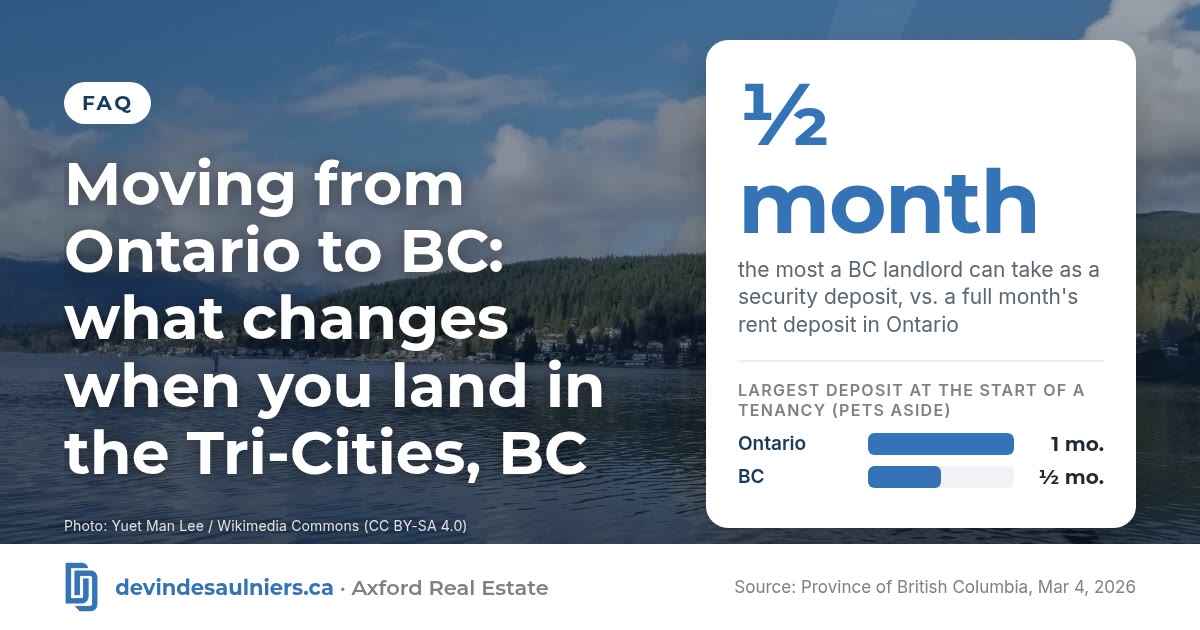 FAQ
Moving from
Ontario to BC:
what changes
when you land in
the Tri-Cities, BC
Photo: Yuet Man Lee / Wikimedia Commons (CC BY-SA 4.0)
½
month
the most a BC landlord can take as a
security deposit, vs. a full month's
rent deposit in Ontario
LARGEST DEPOSIT AT THE START OF A
TENANCY (PETS ASIDE)
Ontario 1 mo.
BC ½ mo.
devindesaulniers.ca · Axford Real Estate
Source: Province of British Columbia, Mar 4, 2026